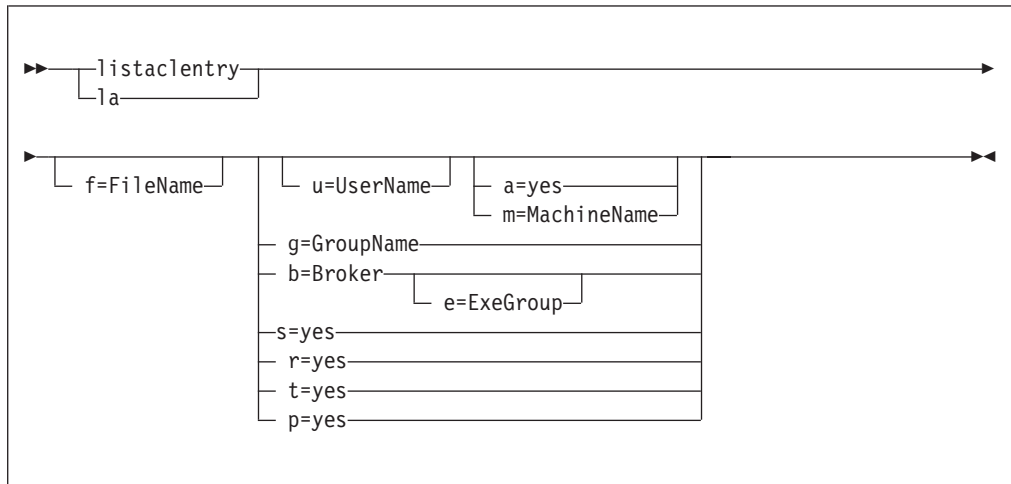 listaclentry
la
f=FileName u=UserName a=yes
m=MachineName
g=GroupName
b=Broker
e=ExeGroup
s=yes
r=yes
t=yes
p=yes